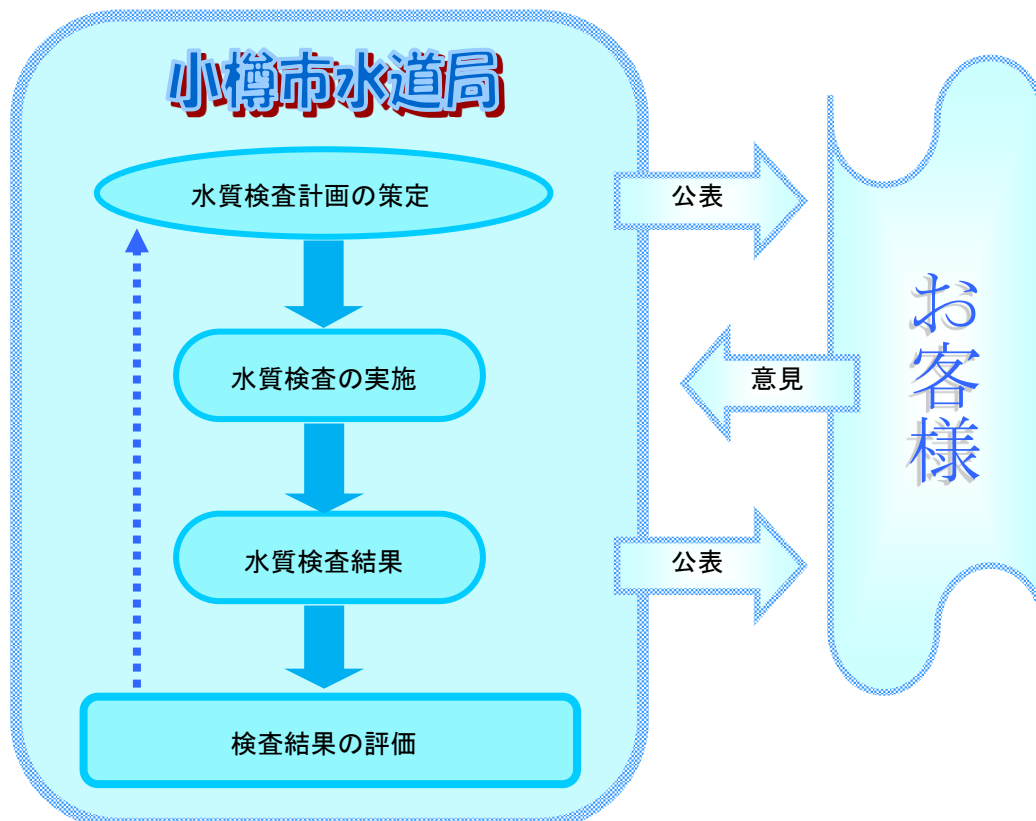 小樽市水道局
水質検査計画の策定
公表
水質検査の実施
意見
お客様
水質検査結果
公表
検査結果の評価